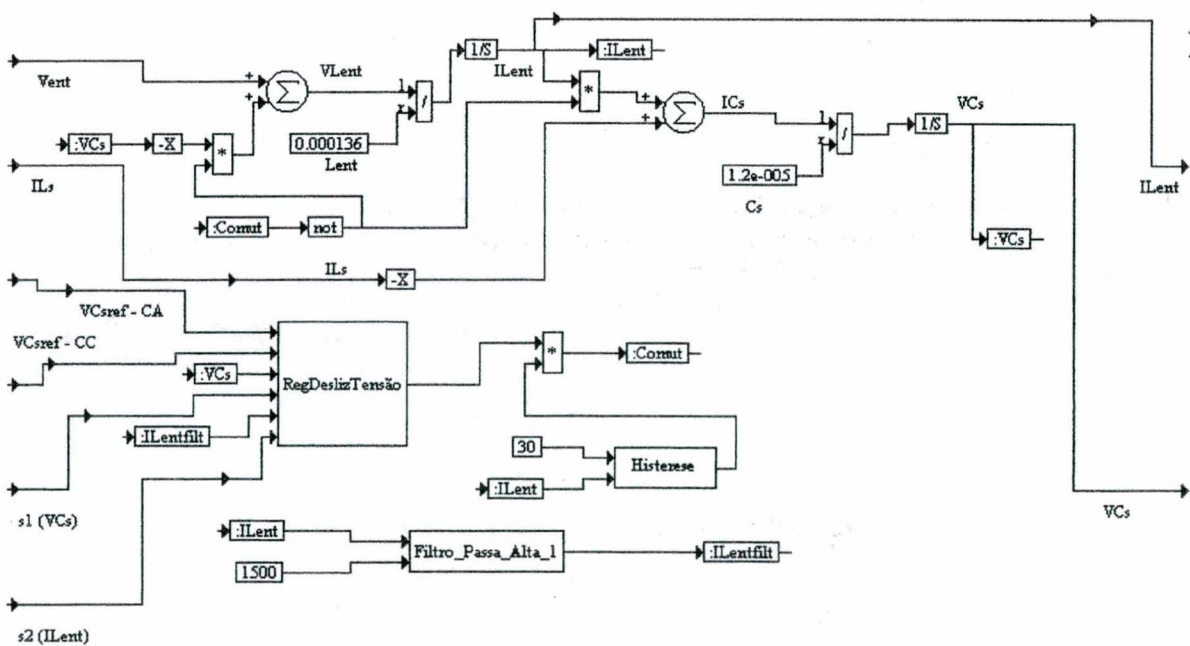 1/S
:ILent
Vent
VLent
ILent
+
+
Σ
l
r
/
*
+
+
Σ
ICs
VCs
l
r
/
1/S
:VCs
-X
*
0.000136
Lent
1.2e-005
Cs
ILs
ILent
:Comut
not
:VCs
ILs
-X
VCsref - CA
VCsref - CC
:VCs
RegDeslizTensão
*
:Comut
:ILentfilt
30
Histerese
:ILent
s1 (VCs)
VCs
:ILent
Filtro_Passa_Alta_1
:ILentfilt
1500
s2 (ILent)